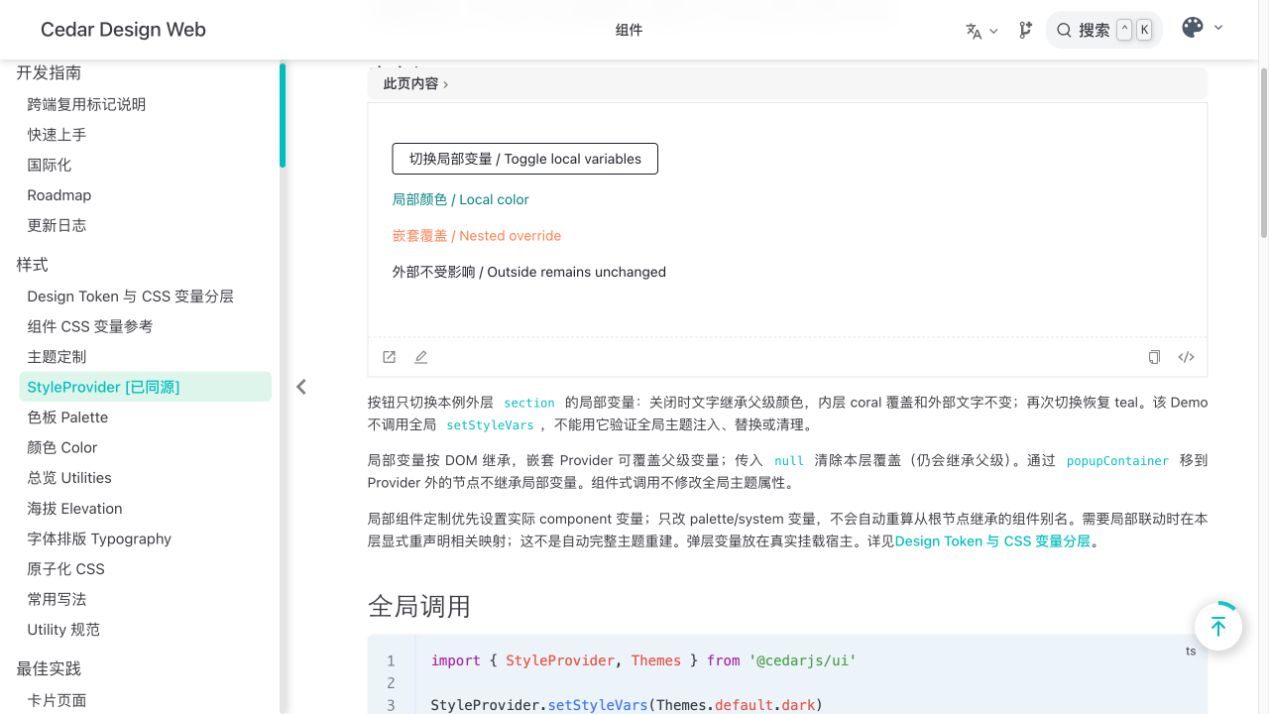 Cedar Design Web
组件
搜索 ^ K
开发指南
跨端复用标记说明
快速上手
国际化
Roadmap
更新日志
样式
Design Token 与 CSS 变量分层
组件 CSS 变量参考
主题定制
StyleProvider [已同源]
色板 Palette
颜色 Color
总览 Utilities
海拔 Elevation
字体排版 Typography
原子化 CSS
常用写法
Utility 规范
最佳实践
卡片页面
此页内容 ›
切换局部变量 / Toggle local variables
局部颜色 / Local color
嵌套覆盖 / Nested override
外部不受影响 / Outside remains unchanged
按钮只切换本例外层 section 的局部变量：关闭时文字继承父级颜色，内层 coral 覆盖和外部文字不变；再次切换恢复 teal。该 Demo
不调用全局 setStyleVars ，不能用它验证全局主题注入、替换或清理。
局部变量按 DOM 继承，嵌套 Provider 可覆盖父级变量；传入 null 清除本层覆盖（仍会继承父级）。通过 popupContainer 移到
Provider 外的节点不继承局部变量。组件式调用不修改全局主题属性。
局部组件定制优先设置实际 component 变量；只改 palette/system 变量，不会自动重算从根节点继承的组件别名。需要局部联动时在本
层显式重声明相关映射；这不是自动完整主题重建。弹层变量放在真实挂载宿主。详见Design Token 与 CSS 变量分层。
全局调用
ts
1 import { StyleProvider, Themes } from '@cedarjs/ui'
2
3 StyleProvider.setStyleVars(Themes.default.dark)